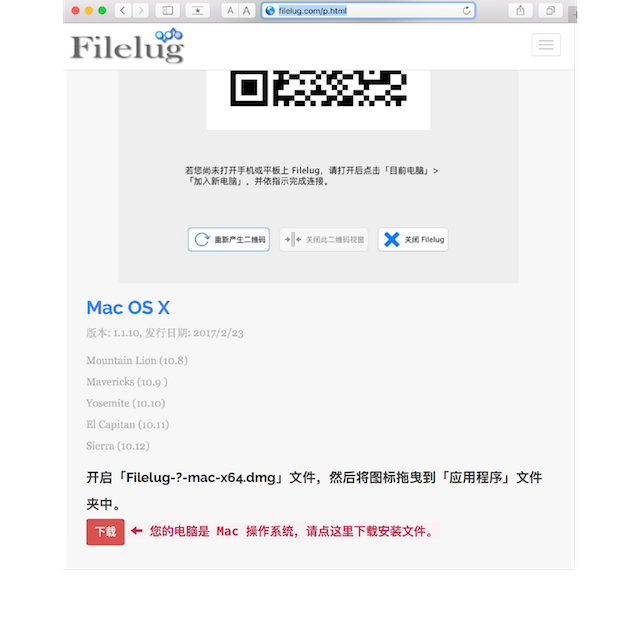 A A filelug.com/p.html
Filelug
若您尚未打开手机或平板上 Filelug，请打开后点击「目前电脑」>
「加入新电脑」，并依指示完成连接。
重新产生二维码 关闭此二维码视窗 关闭 Filelug
Mac OS X
版本: 1.1.10, 发行日期: 2017/2/23
Mountain Lion (10.8)
Mavericks (10.9 )
Yosemite (10.10)
El Capitan (10.11)
Sierra (10.12)
开启「Filelug-?-mac-x64.dmg」文件，然后将图标拖曳到「应用程序」文件
夹中。
下载 ← 您的电脑是 Mac 操作系统，请点这里下载安装文件。